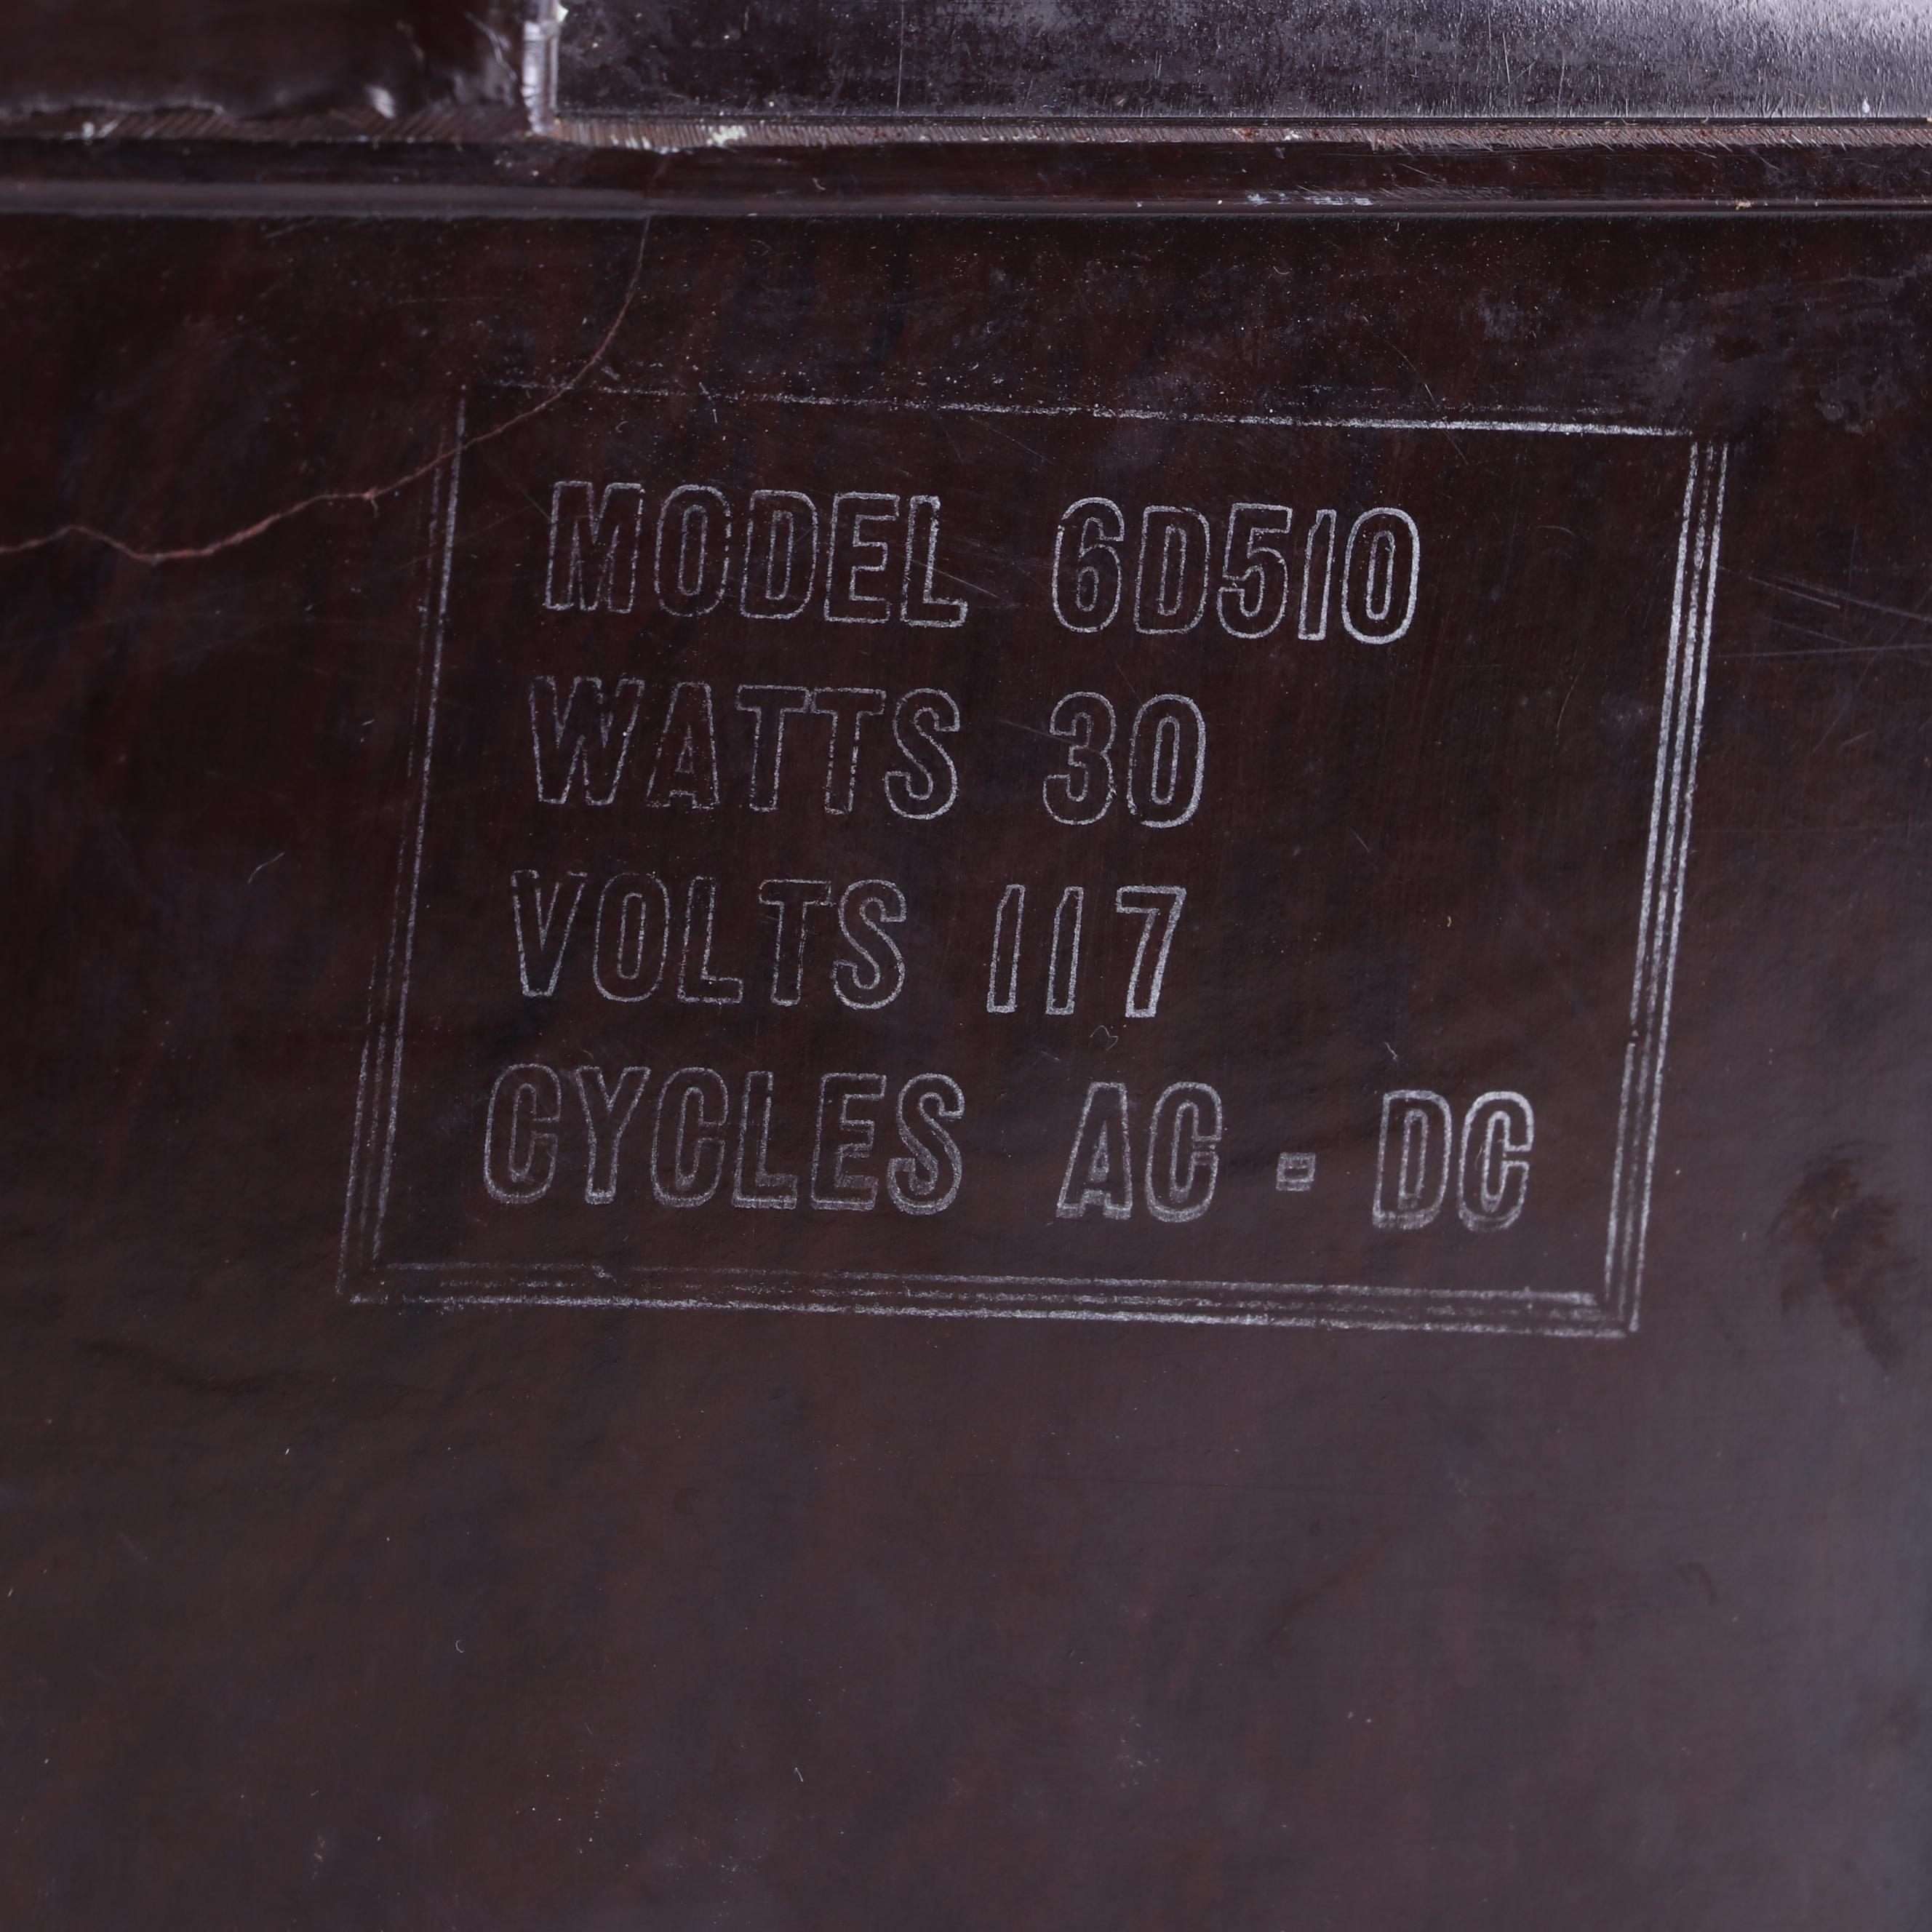 MODEL 6D510
WATTS 30
VOLTS 117
CYCLES AC - DC